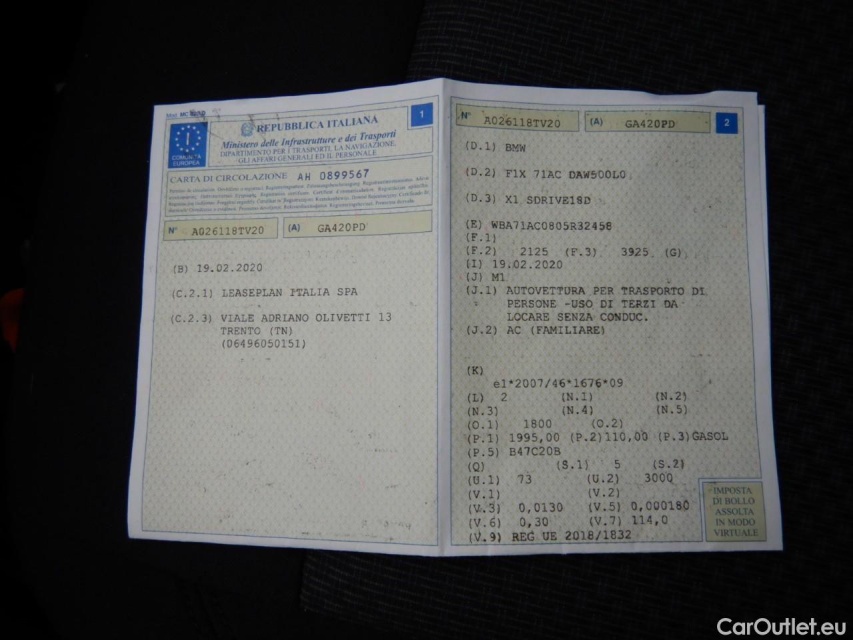 REPUBBLICA ITALIANA
Ministero delle Infrastrutture e dei Trasporti
DIPARTIMENTO PER I TRASPORTI, LA NAVIGAZIONE,
GLI AFFARI GENERALI ED IL PERSONALE
COMUNITÀ
EUROPEA
I
1
CARTA DI CIRCOLAZIONE AH 0899567
N° A026118TV20 (A) GA420PD
(B) 19.02.2020
(C.2.1) LEASEPLAN ITALIA SPA
(C.2.3) VIALE ADRIANO OLIVETTI 13
TRENTO (TN)
(06496050151)
N° A026118TV20 (A) GA420PD 2
(D.1) BMW
(D.2) F1X 71AC DAW500L0
(D.3) X1 SDRIVE18D
(E) WBA71AC0805R32458
(F.1)
(F.2) 2125 (F.3) 3925 (G)
(I) 19.02.2020
(J) M1
(J.1) AUTOVETTURA PER TRASPORTO DI
PERSONE -USO DI TERZI DA
LOCARE SENZA CONDUC.
(J.2) AC (FAMILIARE)
(K)
e1*2007/46*1676*09
(L) 2 (N.1) (N.2)
(N.3) (N.4) (N.5)
(O.1) 1800 (O.2)
(P.1) 1995,00 (P.2)110,00 (P.3)GASOL
(P.5) B47C20B
(Q) (S.1) 5 (S.2)
(U.1) 73 (U.2) 3000
(V.1) (V.2)
(V.3) 0,0130 (V.5) 0,000180
(V.6) 0,30 (V.7) 114,0
(V.9) REG UE 2018/1832
IMPOSTA
DI BOLLO
ASSOLTA
IN MODO
VIRTUALE
CarOutlet.eu